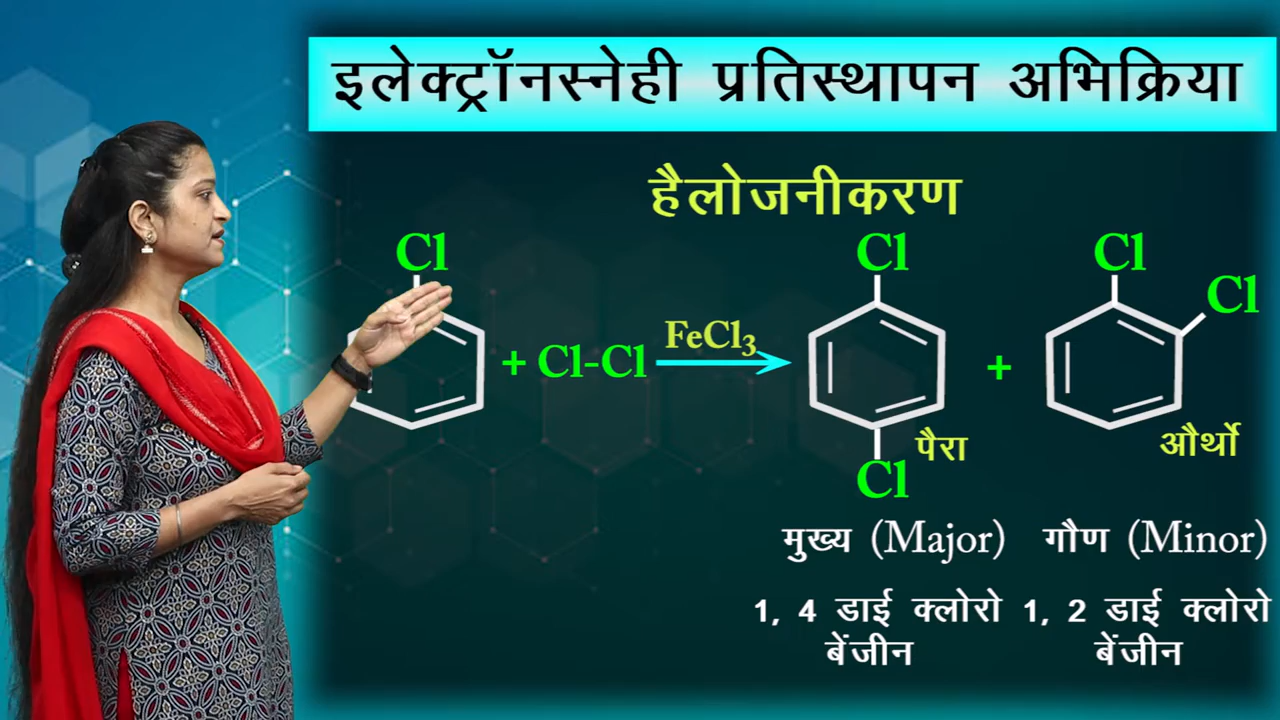 इलेक्ट्रॉनस्नेही प्रतिस्थापन अभिक्रिया
हैलोजनीकरण
Cl
+ Cl-Cl
FeCl₃
Cl
Cl
पैरा
+
Cl
Cl
और्थो
मुख्य (Major)
गौण (Minor)
1, 4 डाई क्लोरो
बेंजीन
1, 2 डाई क्लोरो
बेंजीन